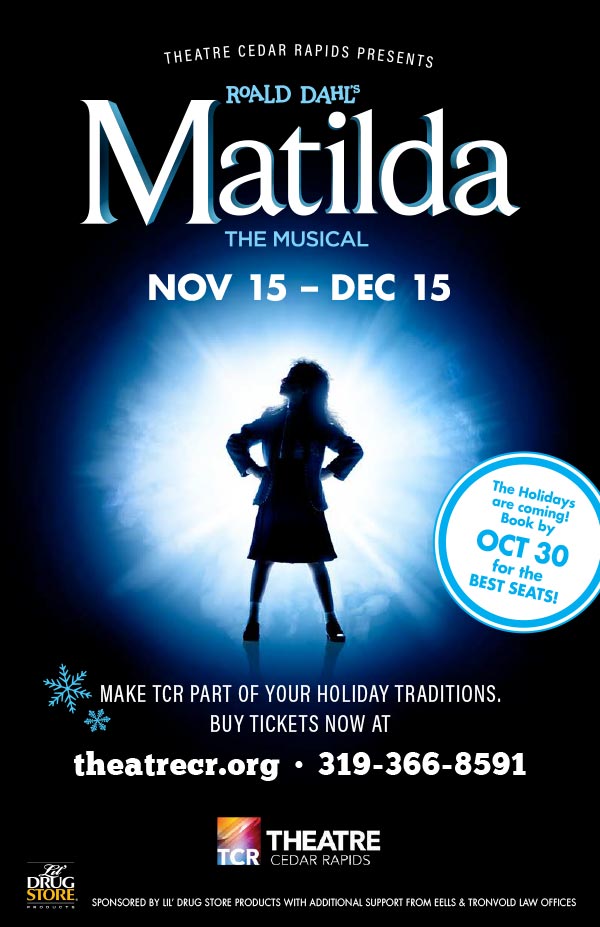 THEATRE CEDAR RAPIDS PRESENTS
ROALD DAHL'S
Matilda
THE MUSICAL
NOV 15 – DEC 15
The Holidays
are coming!
Book by
OCT 30
for the
BEST SEATS!
MAKE TCR PART OF YOUR HOLIDAY TRADITIONS.
BUY TICKETS NOW AT
theatrecr.org • 319-366-8591
TCR THEATRE
CEDAR RAPIDS
Lil'
DRUG
STORE
PRODUCTS
SPONSORED BY LIL' DRUG STORE PRODUCTS WITH ADDITIONAL SUPPORT FROM EELLS & TRONVOLD LAW OFFICES